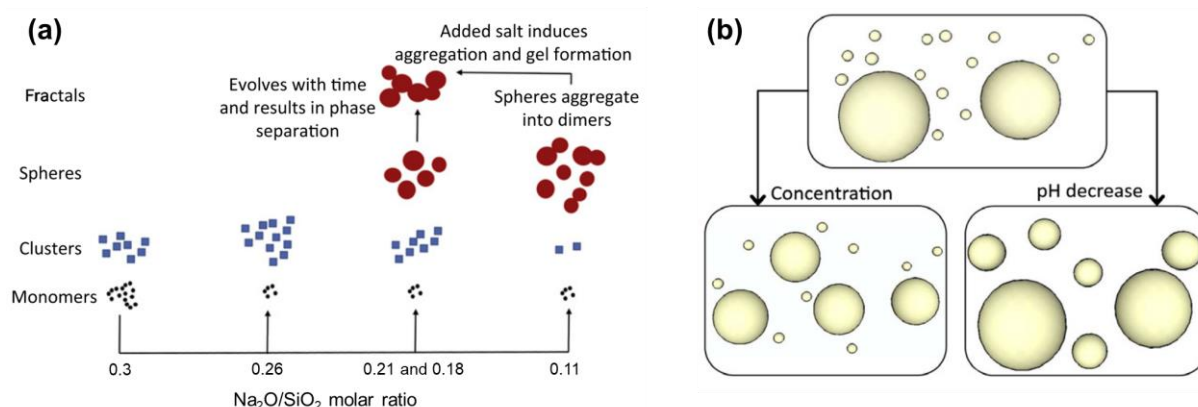 (a)
Added salt induces
aggregation and gel formation
Evolves with time
and results in phase
separation
Spheres aggregate
into dimers
Fractals
Spheres
Clusters
Monomers
0.3
0.26
0.21 and 0.18
0.11
Na₂O/SiO₂ molar ratio
(b)
Concentration
pH decrease